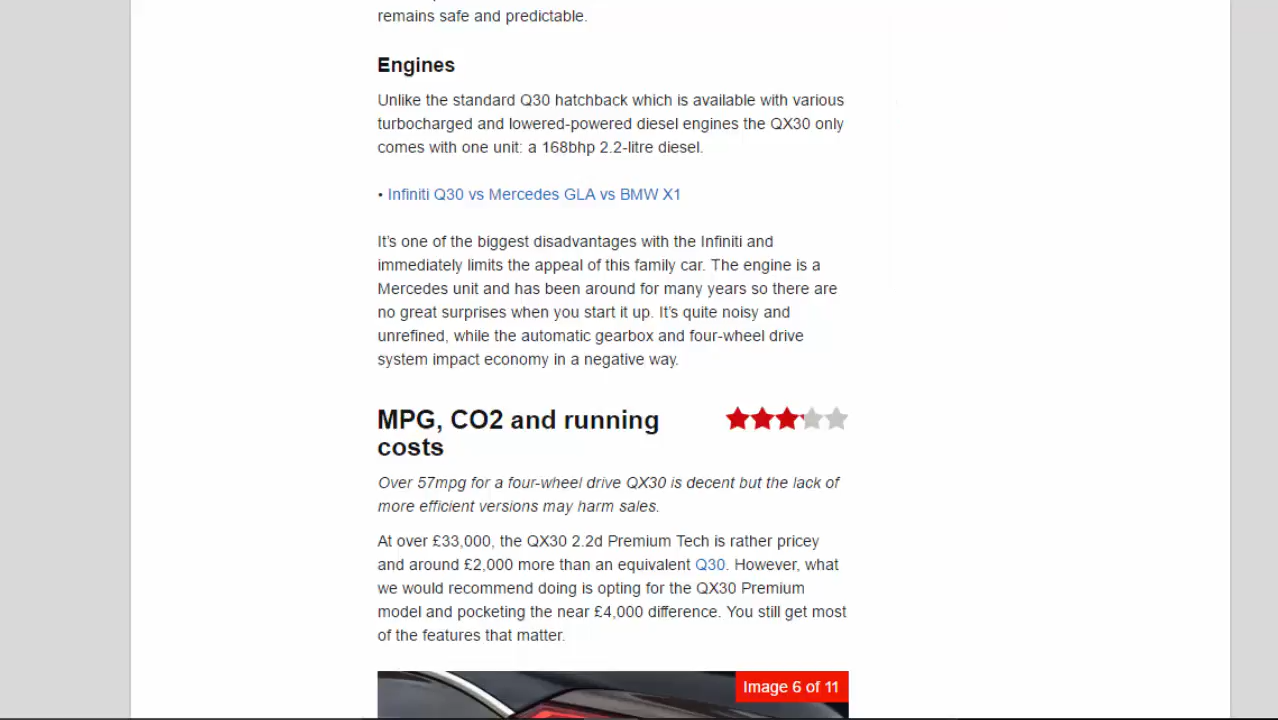 remains safe and predictable.
Engines
Unlike the standard Q30 hatchback which is available with various
turbocharged and lowered-powered diesel engines the QX30 only
comes with one unit: a 168bhp 2.2-litre diesel.
• Infiniti Q30 vs Mercedes GLA vs BMW X1
It’s one of the biggest disadvantages with the Infiniti and
immediately limits the appeal of this family car. The engine is a
Mercedes unit and has been around for many years so there are
no great surprises when you start it up. It’s quite noisy and
unrefined, while the automatic gearbox and four-wheel drive
system impact economy in a negative way.
MPG, CO2 and running
costs
Over 57mpg for a four-wheel drive QX30 is decent but the lack of
more efficient versions may harm sales.
At over £33,000, the QX30 2.2d Premium Tech is rather pricey
and around £2,000 more than an equivalent Q30. However, what
we would recommend doing is opting for the QX30 Premium
model and pocketing the near £4,000 difference. You still get most
of the features that matter.
Image 6 of 11